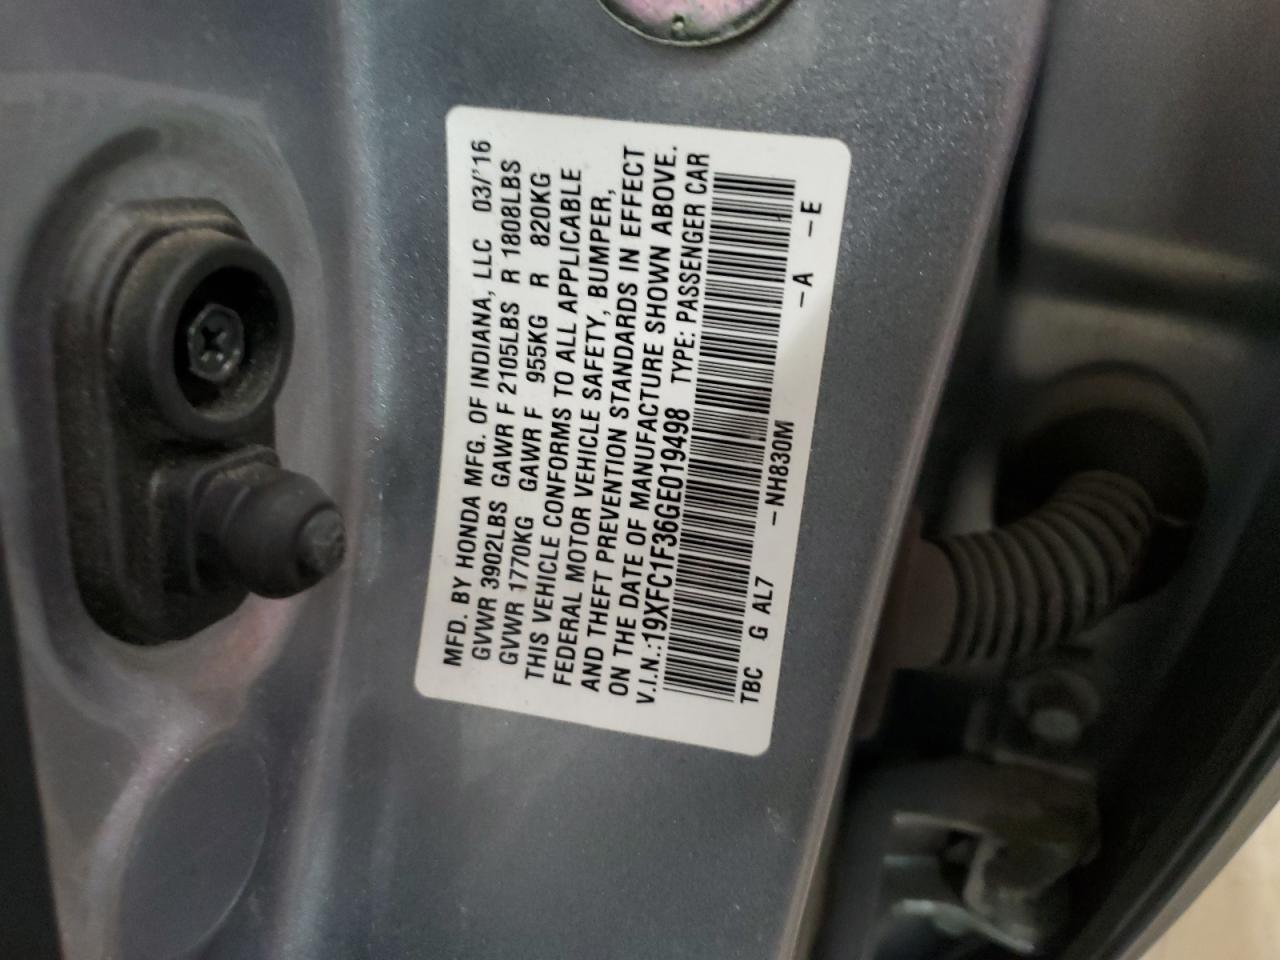 MFD. BY HONDA MFG. OF INDIANA, LLC 03/'16
GVWR 3902LBS GAWR F 2105LBS R 1808LBS
GVWR 1770KG GAWR F 955KG R 820KG
THIS VEHICLE CONFORMS TO ALL APPLICABLE
FEDERAL MOTOR VEHICLE SAFETY, BUMPER,
AND THEFT PREVENTION STANDARDS IN EFFECT
ON THE DATE OF MANUFACTURE SHOWN ABOVE.
V.I.N.:19XFC1F36GE019498 TYPE: PASSENGER CAR
TBC G AL7 -NH830M -A -E